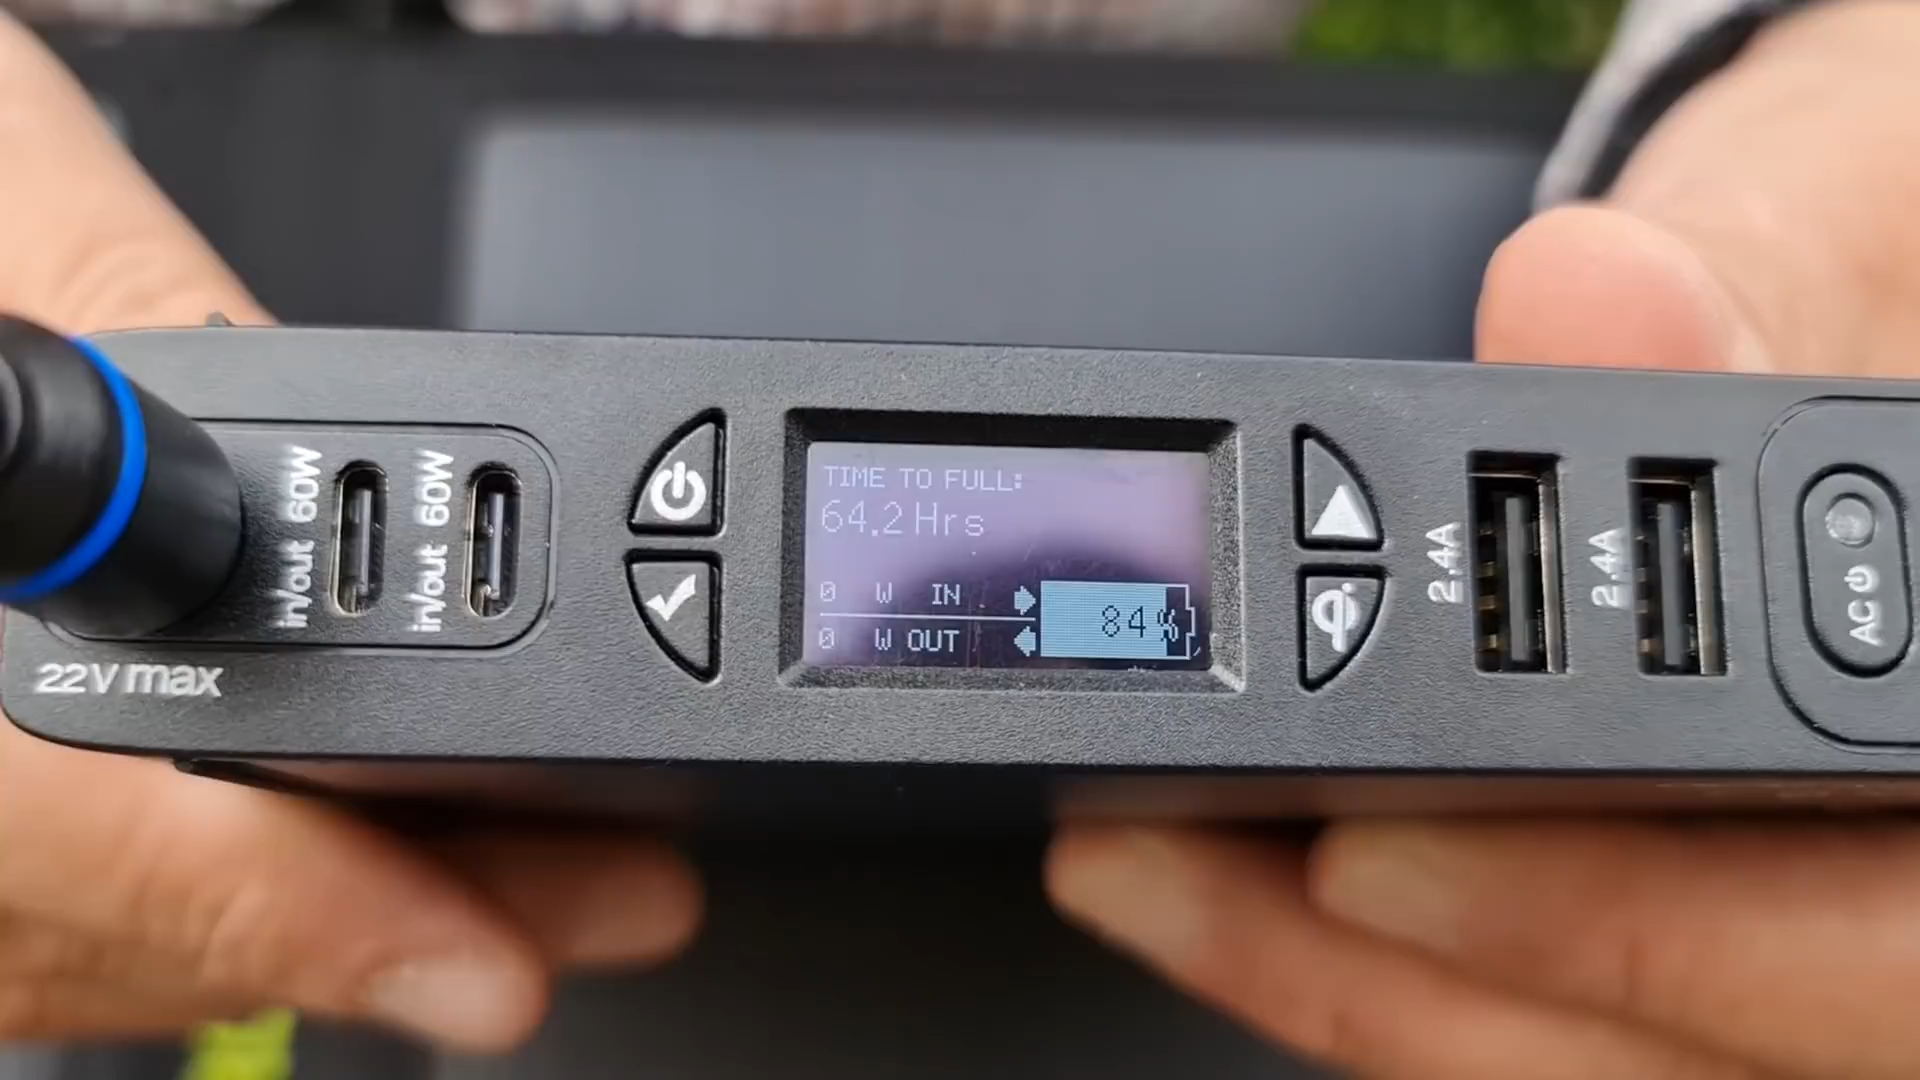 22V max
in/out 60W
in/out 60W
TIME TO FULL:
64.2 Hrs
0 W IN
0 W OUT
84%
2.4A
2.4A
AC